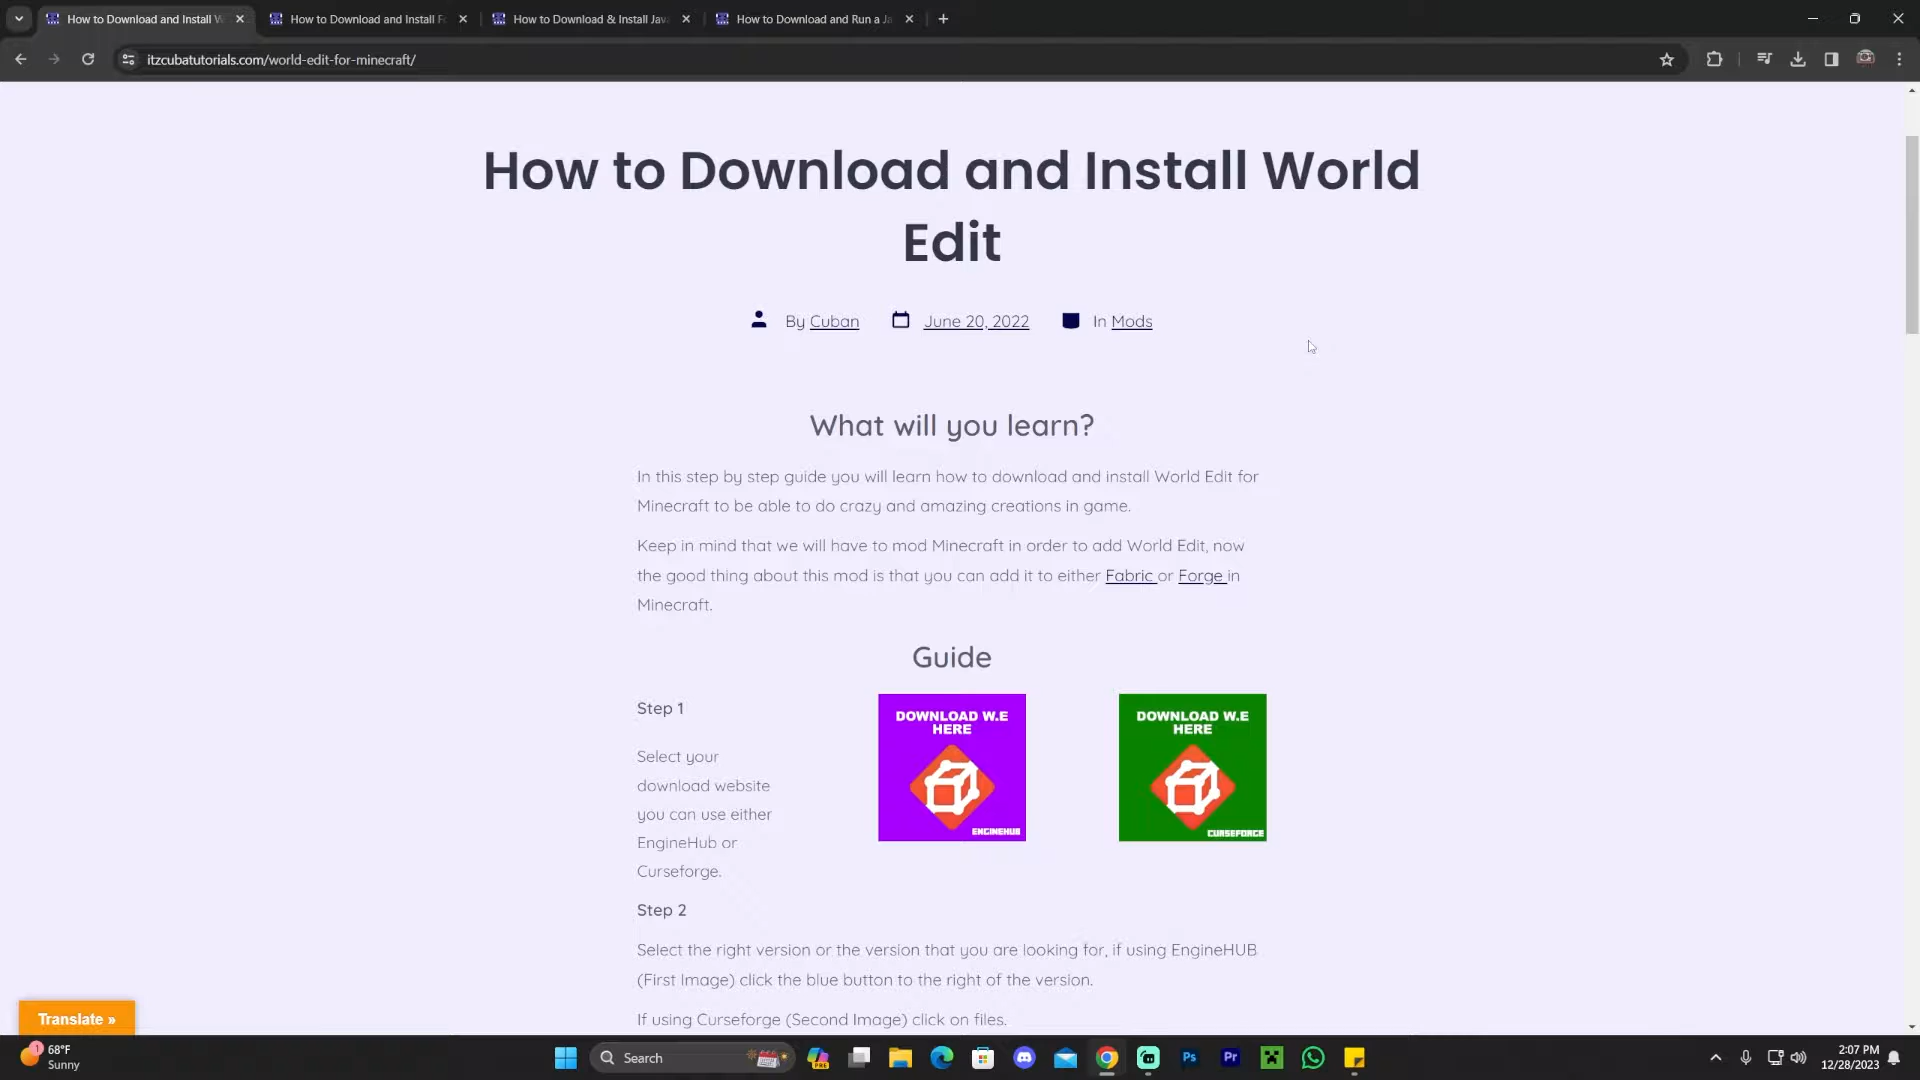 How to Download and Install W
How to Download and Install F
How to Download & Install Jav
How to Download and Run a Ja
itzcubatutorials.com/world-edit-for-minecraft/
How to Download and Install World
Edit
By Cuban
June 20, 2022
In Mods
What will you learn?
In this step by step guide you will learn how to download and install World Edit for
Minecraft to be able to do crazy and amazing creations in game.
Keep in mind that we will have to mod Minecraft in order to add World Edit, now
the good thing about this mod is that you can add it to either Fabric or Forge in
Minecraft.
Guide
Step 1
Select your
download website
you can use either
EngineHub or
Curseforge.
DOWNLOAD W.E
HERE
ENGINEHUB
DOWNLOAD W.E
HERE
CURSEFORGE
Step 2
Select the right version or the version that you are looking for, if using EngineHUB
(First Image) click the blue button to the right of the version.
If using Curseforge (Second Image) click on files.
Translate »
1
68°F
Sunny
Search
PRE
Ps
Pr
2:07 PM
12/28/2023